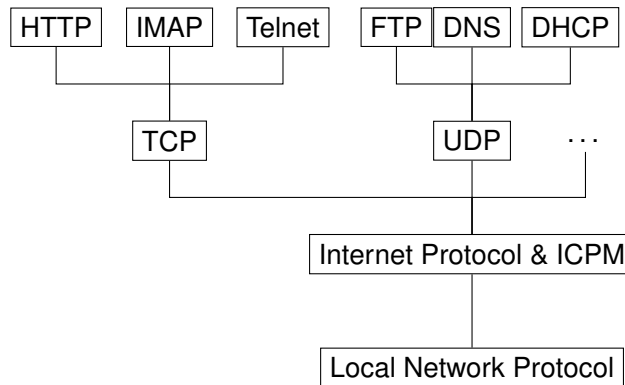 HTTP IMAP Telnet FTP DNS DHCP
TCP UDP ...
Internet Protocol & ICPM
Local Network Protocol